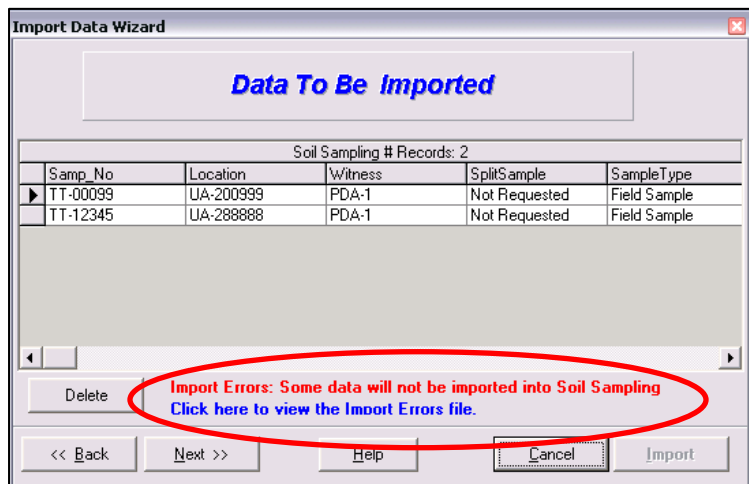 Import Data Wizard
Data To Be Imported
Soil Sampling # Records: 2
Samp_No Location Witness SplitSample SampleType
TT-00099 UA-200999 PDA-1 Not Requested Field Sample
TT-12345 UA-288888 PDA-1 Not Requested Field Sample
Delete
Import Errors: Some data will not be imported into Soil Sampling
Click here to view the Import Errors file.
<< Back Next >> Help Cancel Import